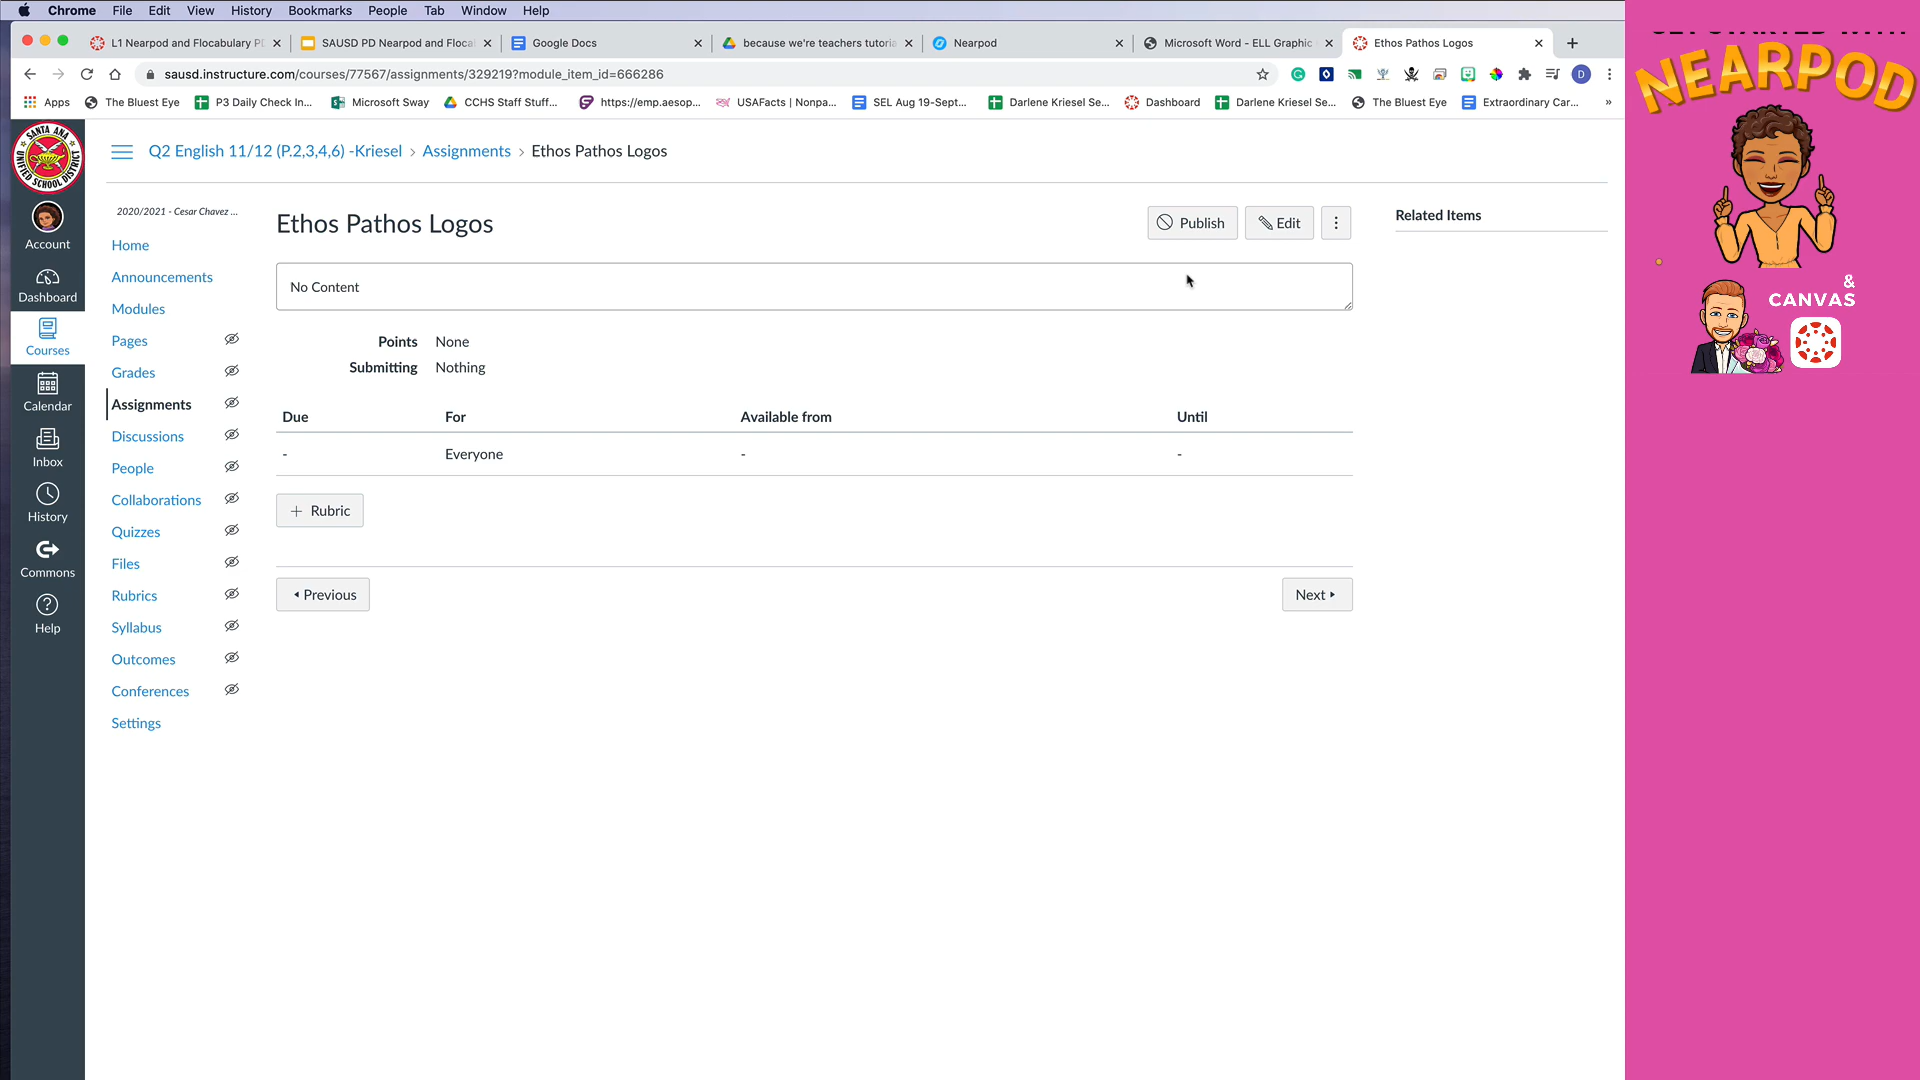 Chrome File Edit View History Bookmarks People Tab Window Help
L1 Nearpod and Flocabulary P
SAUSD PD Nearpod and Floca
Google Docs
because we're teachers tutoria
Nearpod
Microsoft Word - ELL Graphic
Ethos Pathos Logos
sausd.instructure.com/courses/77567/assignments/329219?module_item_id=666286
D
Apps
The Bluest Eye
P3 Daily Check In...
Microsoft Sway
CCHS Staff Stuff...
https://emp.aesop...
USAFacts | Nonpa...
SEL Aug 19-Sept...
Darlene Kriesel Se...
Dashboard
Darlene Kriesel Se...
The Bluest Eye
Extraordinary Car...
»
NEARPOD
&
CANVAS
SANTA ANA
UNIFIED SCHOOL DISTRICT
Account
Dashboard
Courses
Calendar
Inbox
History
Commons
Help
Q2 English 11/12 (P.2,3,4,6) -Kriesel > Assignments > Ethos Pathos Logos
2020/2021 - Cesar Chavez ...
Home
Announcements
Modules
Pages
Grades
Assignments
Discussions
People
Collaborations
Quizzes
Files
Rubrics
Syllabus
Outcomes
Conferences
Settings
Ethos Pathos Logos
Publish
Edit
Related Items
No Content
Points None
Submitting Nothing
Due For Available from Until
- Everyone - -
+ Rubric
Previous
Next